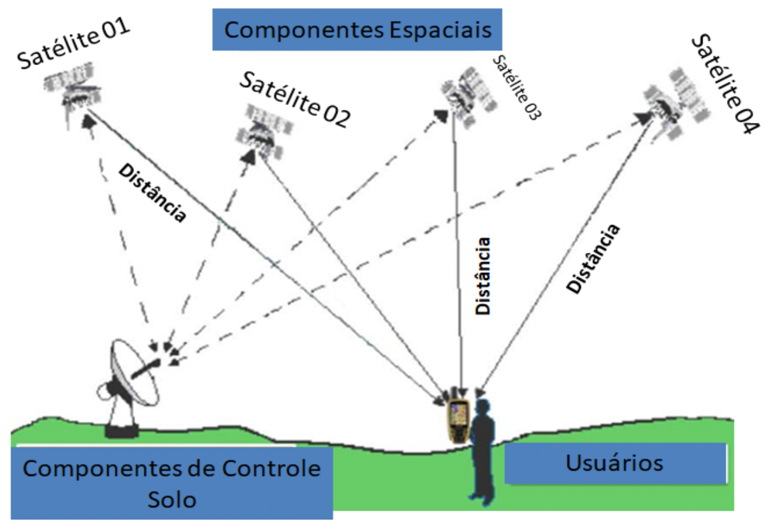 Componentes Espaciais
Satélite 01
Satélite 02
Satélite 03
Satélite 04
Distância
Distância
Distância
Componentes de Controle
Solo
Usuários